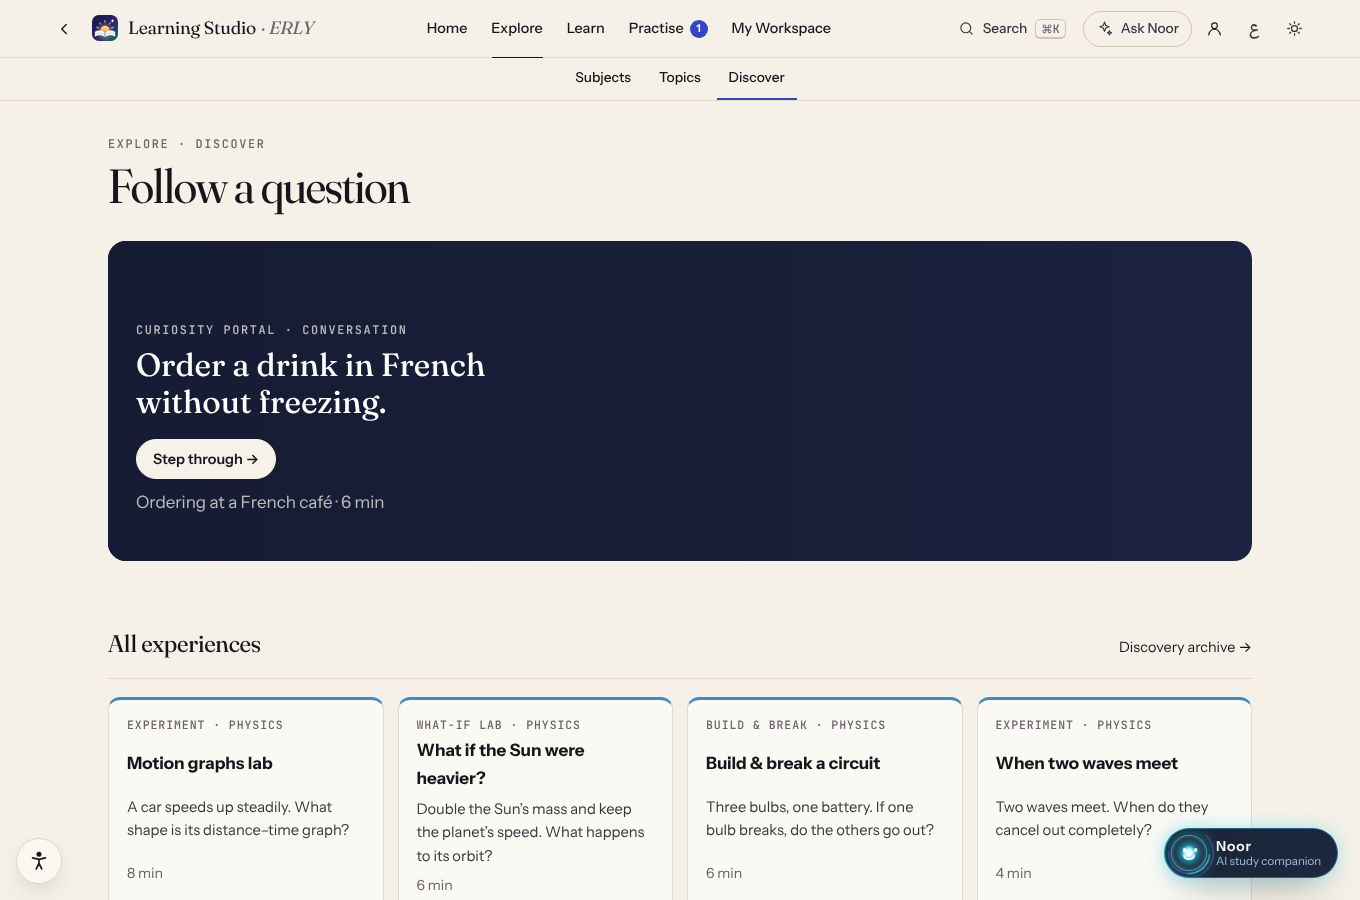 Learning Studio · ERLY
Home
Explore
Learn
Practise 1
My Workspace
Search ⌘K
Ask Noor
ع
Subjects
Topics
Discover
EXPLORE · DISCOVER
Follow a question
CURIOSITY PORTAL · CONVERSATION
Order a drink in French
without freezing.
Step through →
Ordering at a French café · 6 min
All experiences
Discovery archive →
EXPERIMENT · PHYSICS
Motion graphs lab
A car speeds up steadily. What
shape is its distance–time graph?
8 min
WHAT-IF LAB · PHYSICS
What if the Sun were
heavier?
Double the Sun’s mass and keep
the planet’s speed. What happens
to its orbit?
6 min
BUILD & BREAK · PHYSICS
Build & break a circuit
Three bulbs, one battery. If one
bulb breaks, do the others go out?
6 min
EXPERIMENT · PHYSICS
When two waves meet
Two waves meet. When do they
cancel out completely?
4 min
Noor
AI study companion